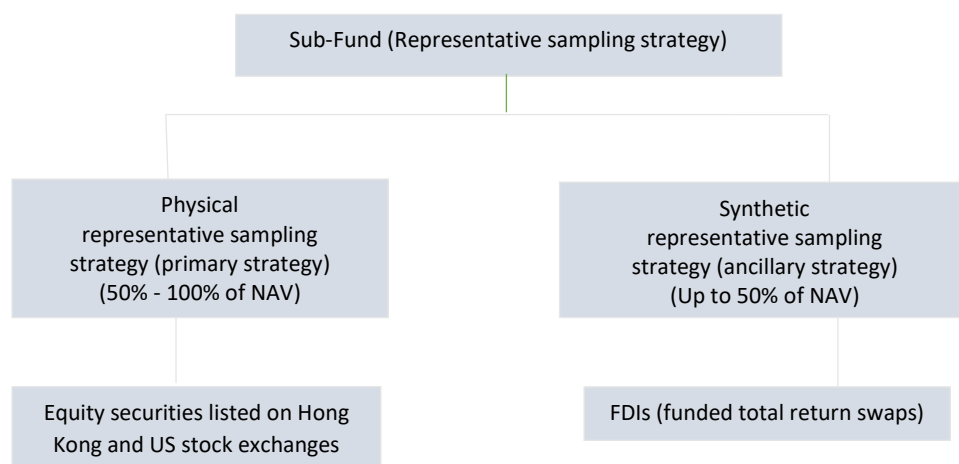 Sub-Fund (Representative sampling strategy)
Physical
representative sampling
strategy (primary strategy)
(50% - 100% of NAV)
Synthetic
representative sampling
strategy (ancillary strategy)
(Up to 50% of NAV)
Equity securities listed on Hong
Kong and US stock exchanges
FDIs (funded total return swaps)